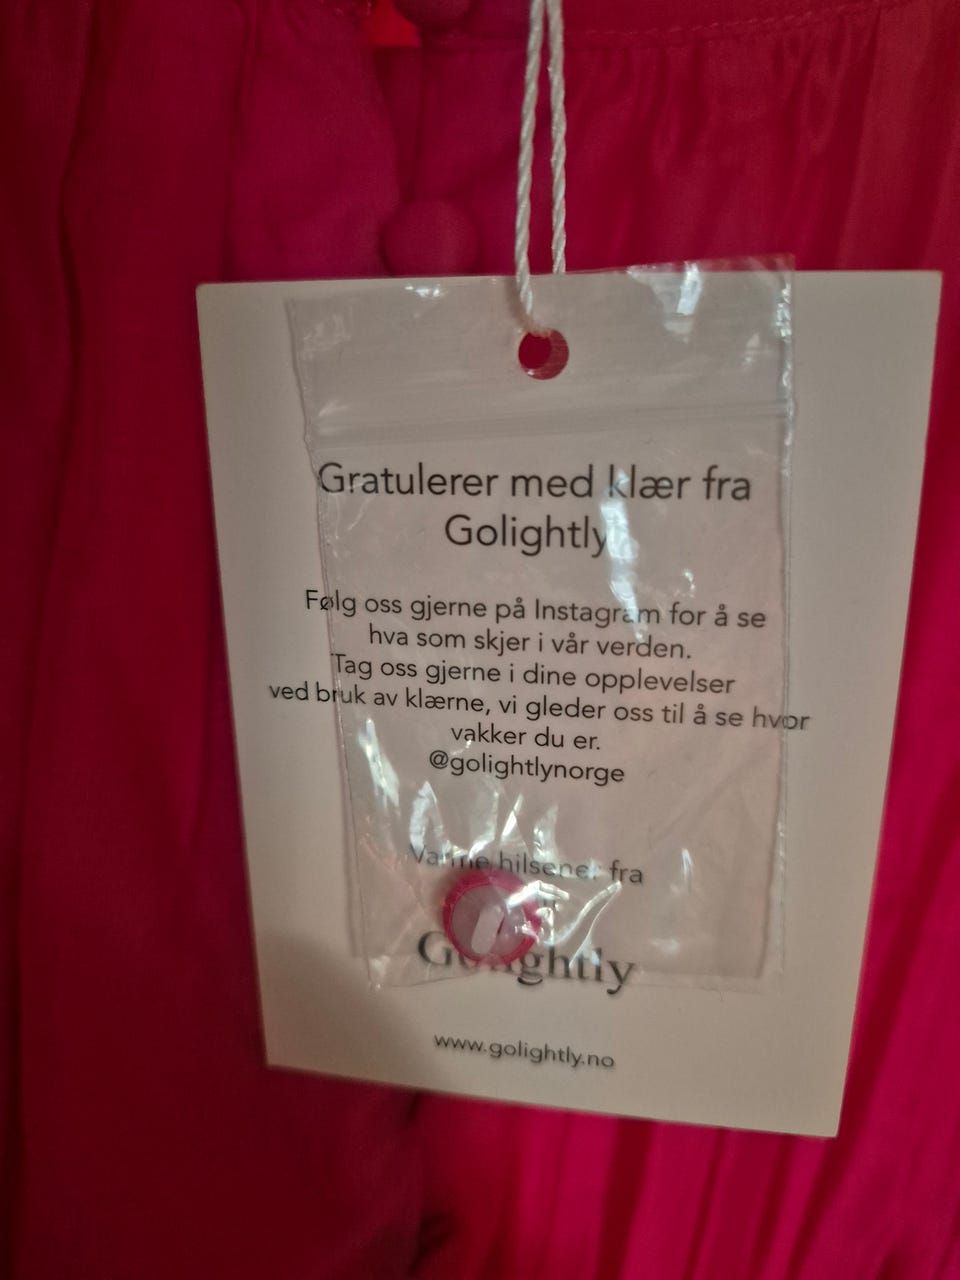 Gratulerer med klær fra
Golightly
Følg oss gjerne på Instagram for å se
hva som skjer i vår verden.
Tag oss gjerne i dine opplevelser
ved bruk av klærne, vi gleder oss til å se hvor
vakker du er.
@golightlynorge
Varme hilsener fra
Golightly
www.golightly.no